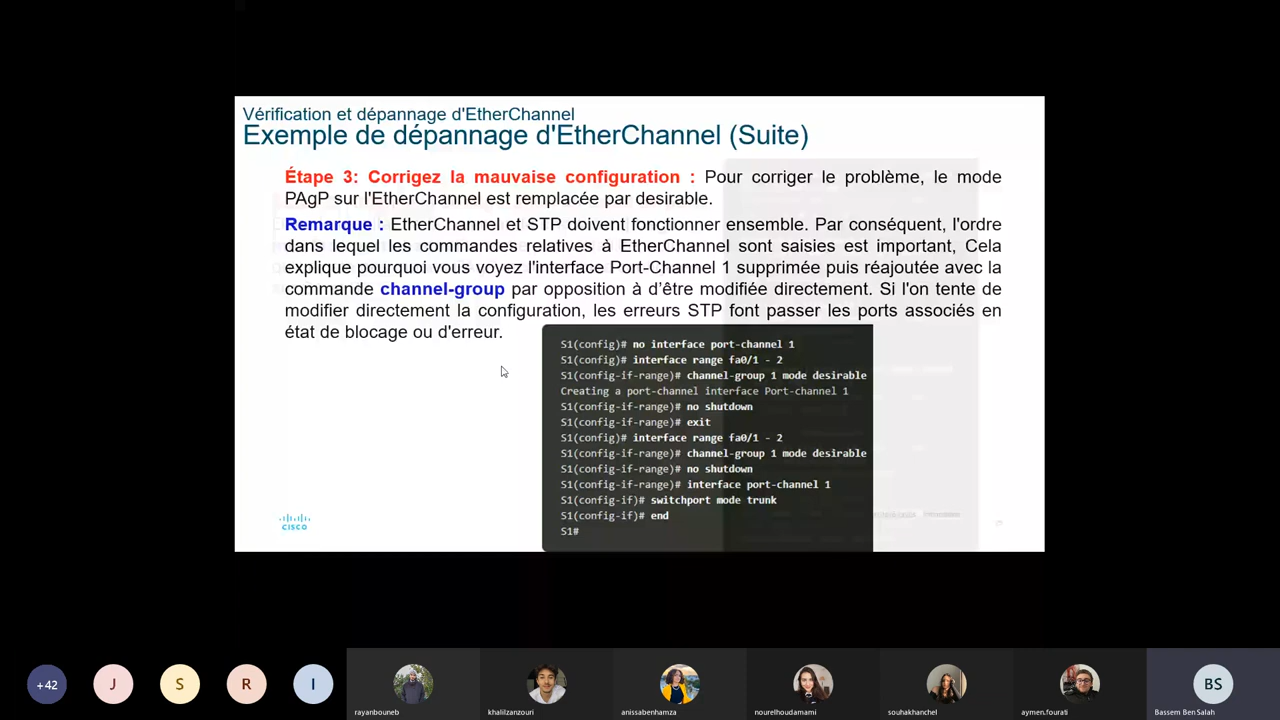 Vérification et dépannage d'EtherChannel
Exemple de dépannage d'EtherChannel (Suite)
Étape 3: Corrigez la mauvaise configuration : Pour corriger le problème, le mode
PAgP sur l'EtherChannel est remplacée par desirable.
Remarque : EtherChannel et STP doivent fonctionner ensemble. Par conséquent, l'ordre
dans lequel les commandes relatives à EtherChannel sont saisies est important, Cela
explique pourquoi vous voyez l'interface Port-Channel 1 supprimée puis réajoutée avec la
commande channel-group par opposition à d'être modifiée directement. Si l'on tente de
modifier directement la configuration, les erreurs STP font passer les ports associés en
état de blocage ou d'erreur.
S1(config)# no interface port-channel 1
S1(config)# interface range fa0/1 - 2
S1(config-if-range)# channel-group 1 mode desirable
Creating a port-channel interface Port-channel 1
S1(config-if-range)# no shutdown
S1(config-if-range)# exit
S1(config)# interface range fa0/1 - 2
S1(config-if-range)# channel-group 1 mode desirable
S1(config-if-range)# no shutdown
S1(config-if-range)# interface port-channel 1
S1(config-if)# switchport mode trunk
S1(config-if)# end
S1#
CISCO
+42
J
S
R
I
BS
rayanbouneb
khalilzanzouri
anissabenhamza
nourelhoudamami
souhakhanchel
aymen.fourati
Bassem Ben Salah